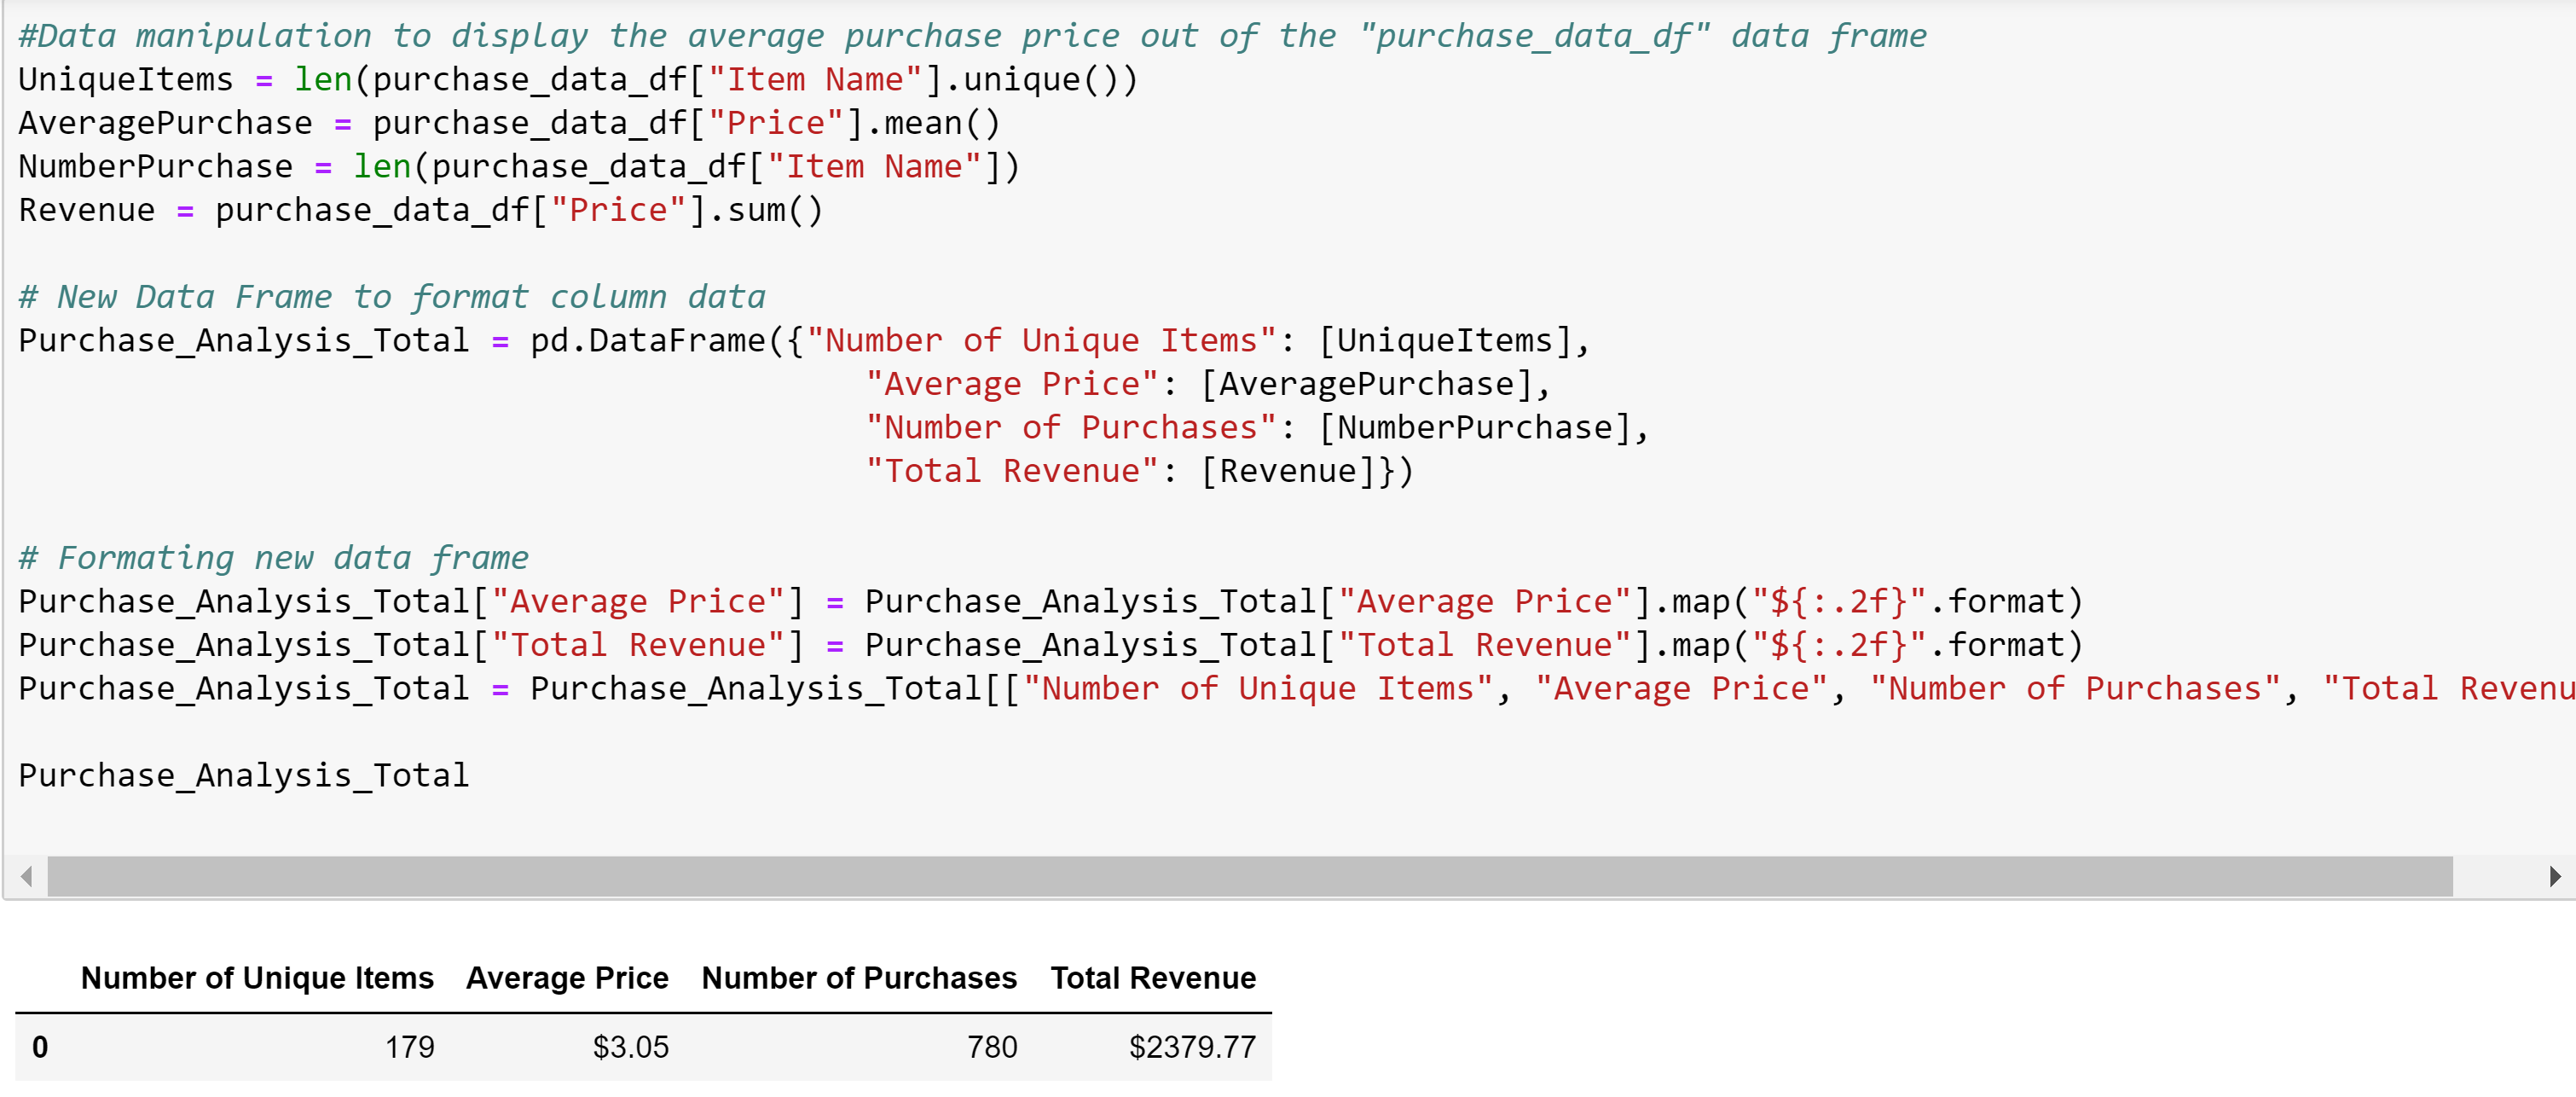 #Data manipulation to display the average purchase price out of the "purchase_data_df" data frame
UniqueItems = len(purchase_data_df["Item Name"].unique())
AveragePurchase = purchase_data_df["Price"].mean()
NumberPurchase = len(purchase_data_df["Item Name"])
Revenue = purchase_data_df["Price"].sum()
# New Data Frame to format column data
Purchase_Analysis_Total = pd.DataFrame({"Number of Unique Items": [UniqueItems],
"Average Price": [AveragePurchase],
"Number of Purchases": [NumberPurchase],
"Total Revenue": [Revenue]})
# Formating new data frame
Purchase_Analysis_Total["Average Price"] = Purchase_Analysis_Total["Average Price"].map("${:.2f}".format)
Purchase_Analysis_Total["Total Revenue"] = Purchase_Analysis_Total["Total Revenue"].map("${:.2f}".format)
Purchase_Analysis_Total = Purchase_Analysis_Total[["Number of Unique Items", "Average Price", "Number of Purchases", "Total Revenu
Purchase_Analysis_Total
Number of Unique Items Average Price Number of Purchases Total Revenue
0 179 $3.05 780 $2379.77